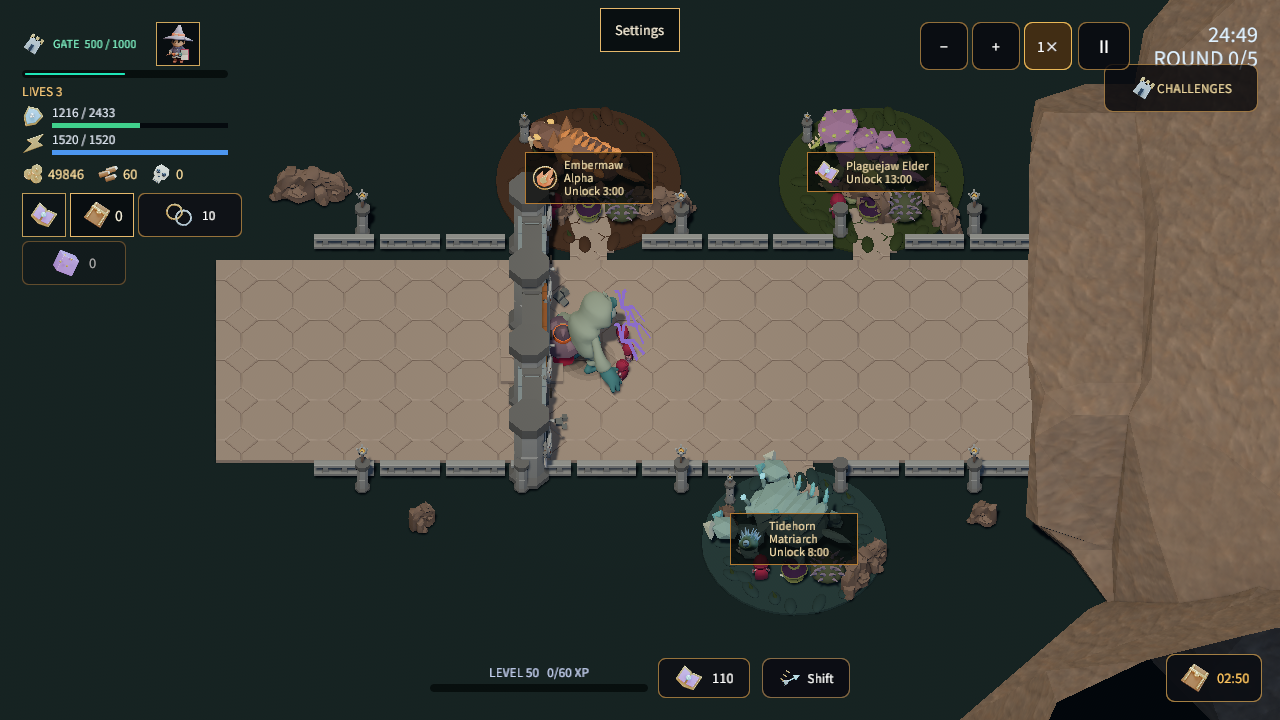 Settings
GATE 500 / 1000
LIVES 3
1216 / 2433
1520 / 1520
49846
60
0
0
10
0
−
+
1×
24:49
ROUND 0/5
CHALLENGES
Embermaw
Alpha
Unlock 3:00
Plaguejaw Elder
Unlock 13:00
Tidehorn
Matriarch
Unlock 8:00
LEVEL 50 0/60 XP
110
Shift
02:50